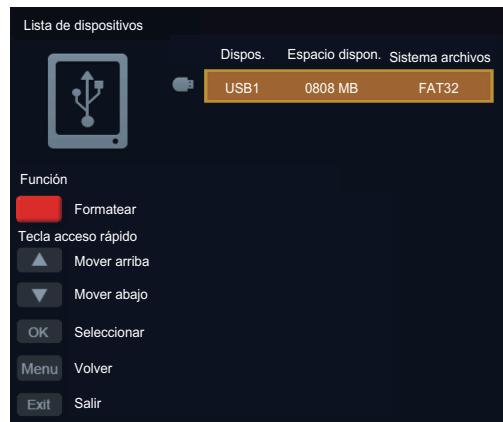 Lista de dispositivos
Dispos. Espacio dispon. Sistema archivos
USB1 0808 MB FAT32
Función
Formatear
Tecla acceso rápido
Mover arriba
Mover abajo
OK Seleccionar
Menu Volver
Exit Salir